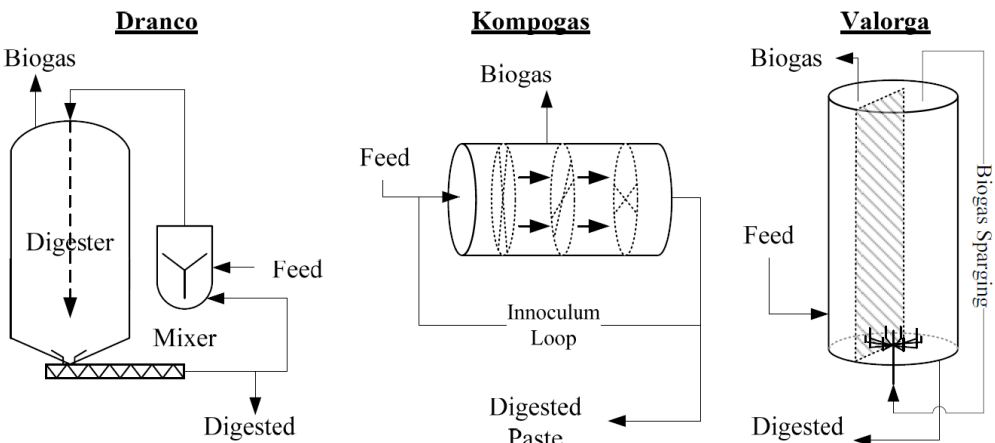 Dranco
Biogas
Digester
Feed
Mixer
Digested
Kompogas
Biogas
Feed
Innoculum
Loop
Digested
Paste
Valorga
Biogas
Feed
Biogas Sparging
Digested